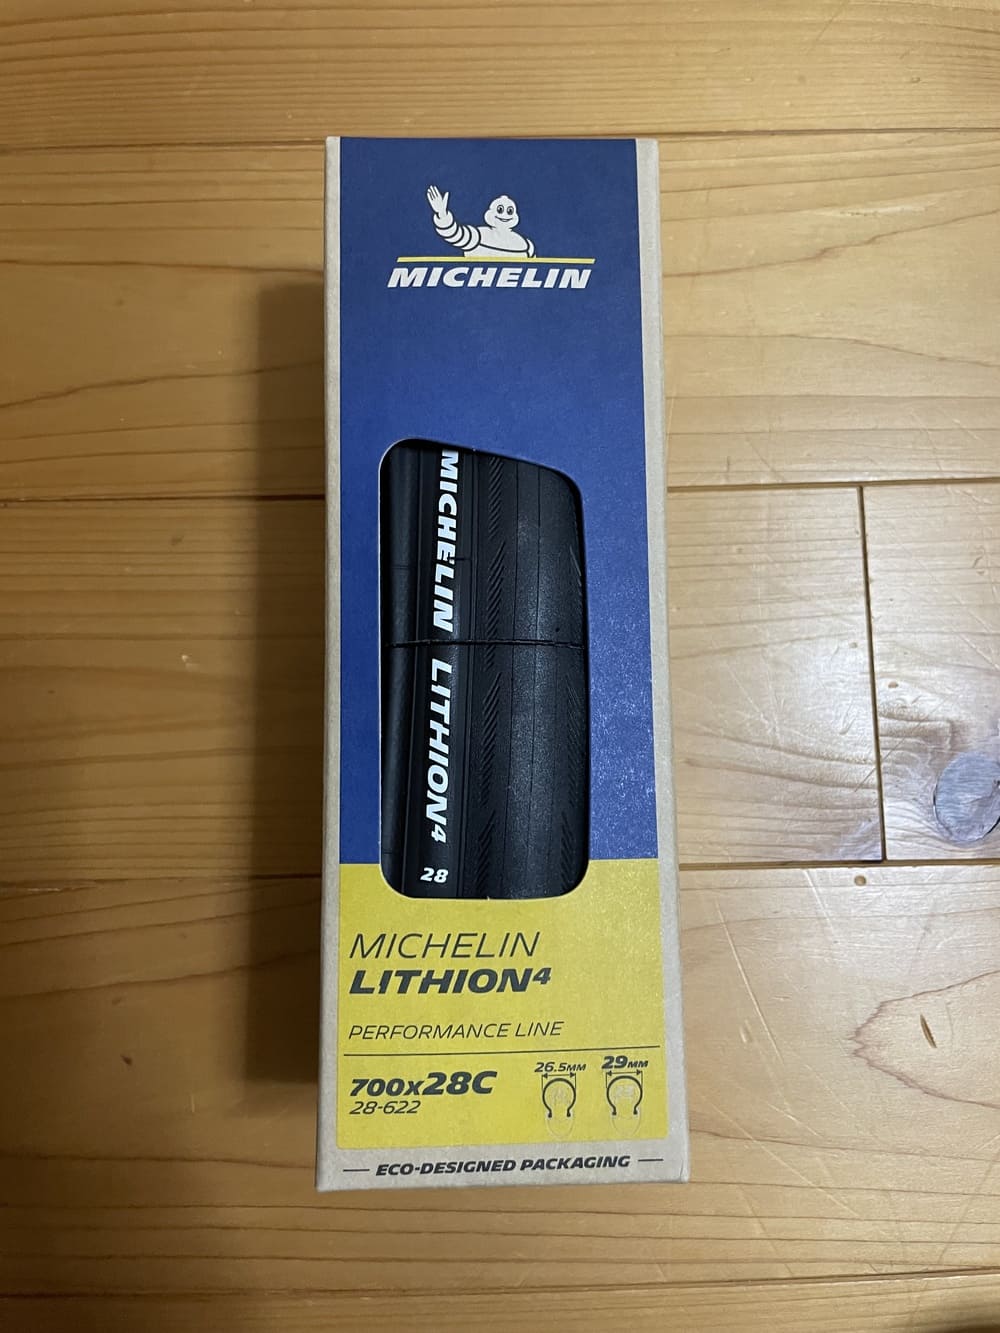 MICHELIN
MICHELIN LITHION4
28
MICHELIN
LITHION4
PERFORMANCE LINE
26.5MM 29MM
700x28C
28-622
ECO-DESIGNED PACKAGING